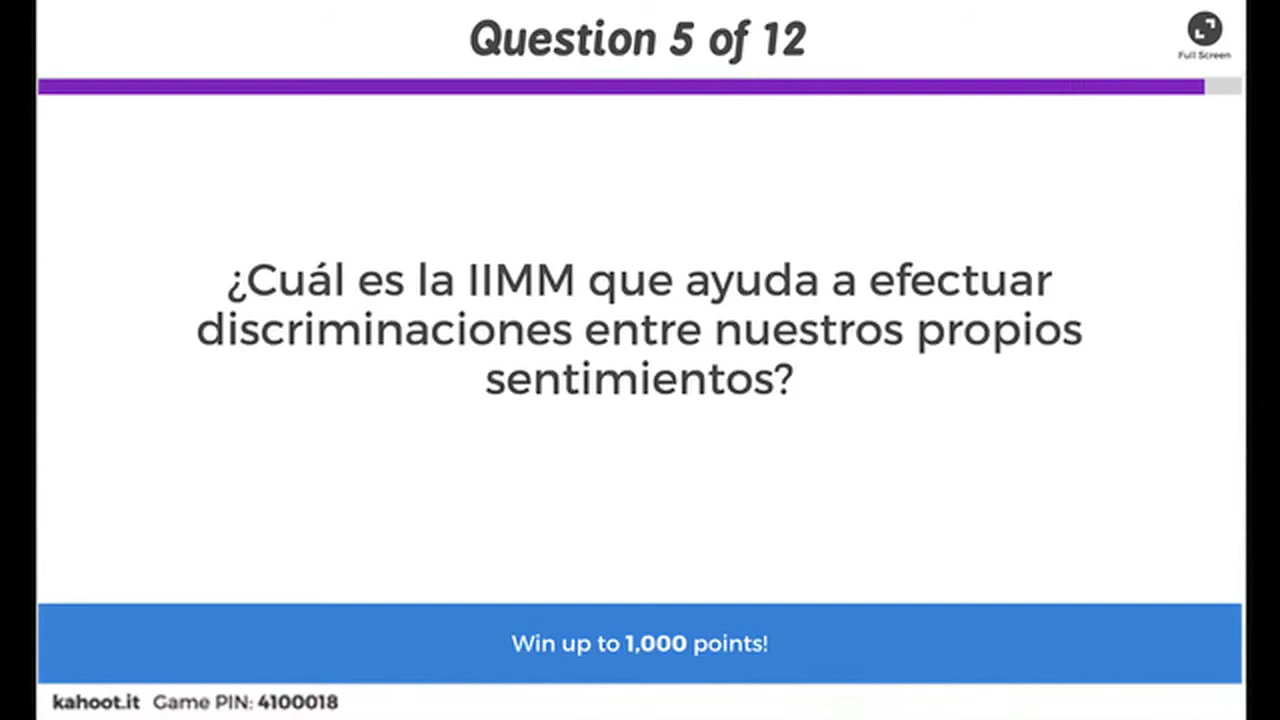 Question 5 of 12
Full Screen
¿Cuál es la IIMM que ayuda a efectuar
discriminaciones entre nuestros propios
sentimientos?
Win up to 1,000 points!
kahoot.it Game PIN: 4100018